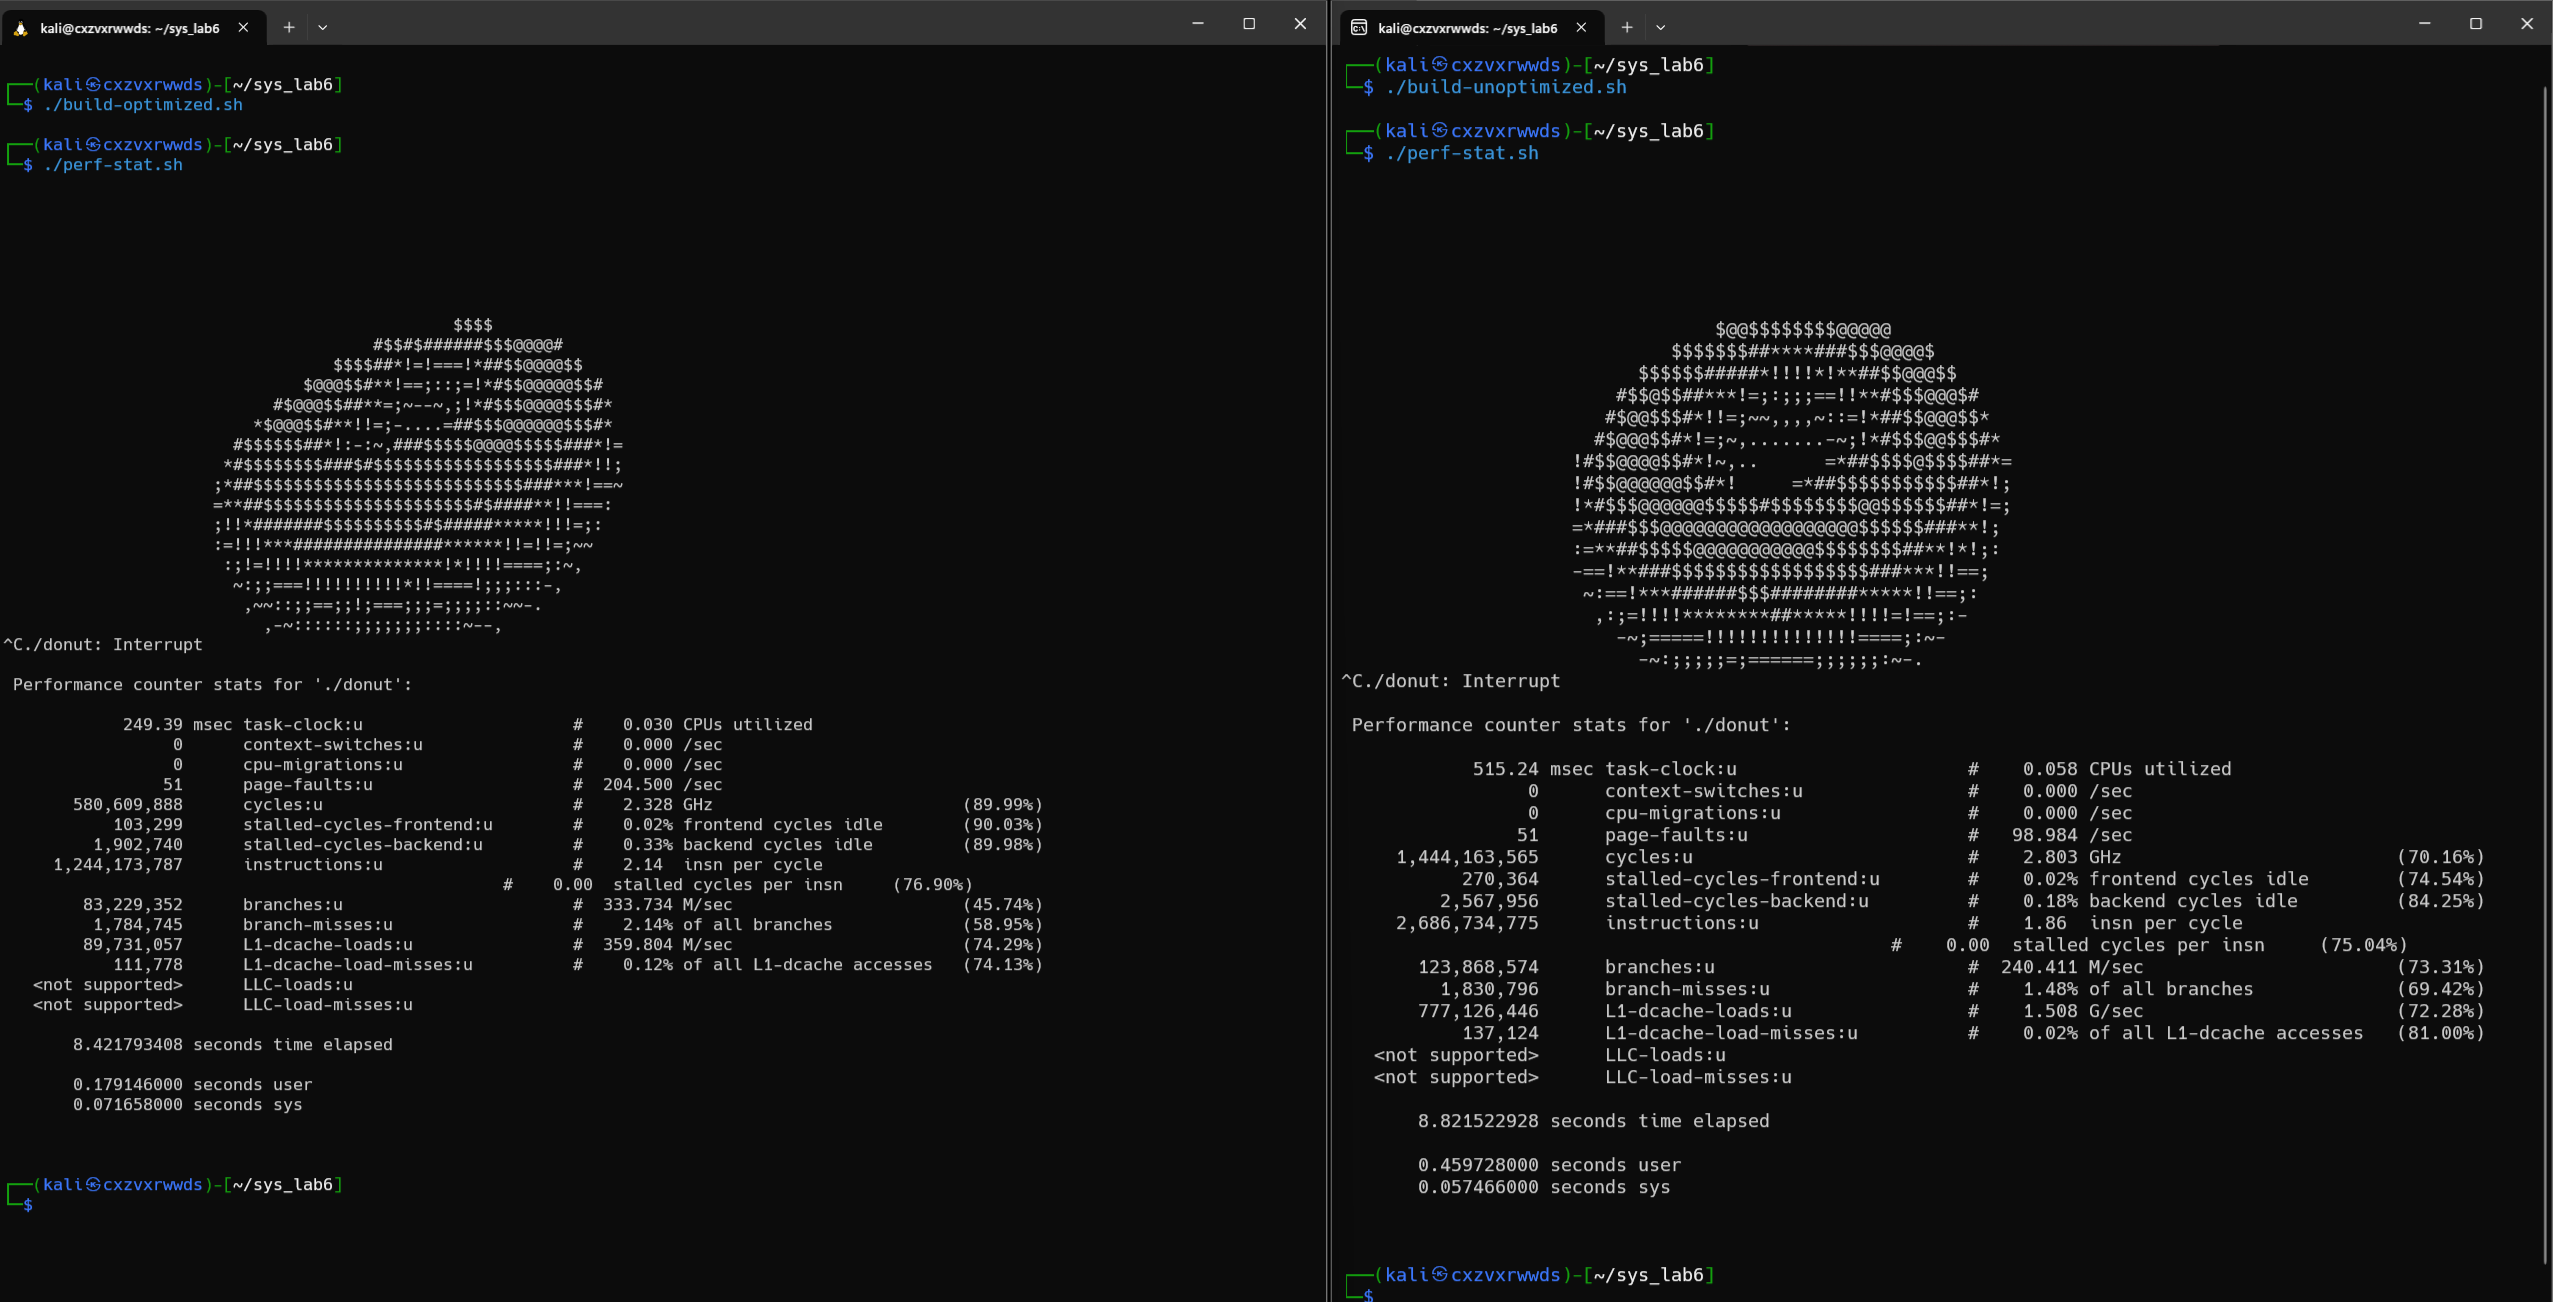 kali@cxzvxrwwds: ~/sys_lab6
┌──(kali㉿cxzvxrwwds)-[~/sys_lab6]
└─$ ./build-optimized.sh
┌──(kali㉿cxzvxrwwds)-[~/sys_lab6]
└─$ ./perf-stat.sh
$$$$
#$$#$######$$$@@@@#
$$$$##*!=!===!*##$$@@@@$$
$@@@$$#**!==;::;=!*#$$@@@@@$$#
#$@@@$$##**=;~--~,;!*#$$$@@@@$$$#*
*$@@@$$#**!!=;-....=##$$$@@@@@@$$$#*
#$$$$$$##*!:-:~,###$$$$$@@@@$$$$$###*!=
*#$$$$$$$$###$#$$$$$$$$$$$$$$$$$$###*!!;
;*##$$$$$$$$$$$$$$$$$$$$$$$$$$$###***!==~
=**##$$$$$$$$$$$$$$$$$$$$$#$####**!!===:
;!!*#######$$$$$$$$$$#$#####*****!!!=;:
:=!!!***###############******!!=!!=;~~
:;!=!!!!**************!*!!!!====;:~,
~:;;===!!!!!!!!!!*!!====!;;;:::-,
,~~::;;==;;!;===;;;=;;;;::~~-.
,-~::::::;;;;;;;::::~--,
^C./donut: Interrupt
Performance counter stats for './donut':
249.39 msec task-clock:u # 0.030 CPUs utilized
0 context-switches:u # 0.000 /sec
0 cpu-migrations:u # 0.000 /sec
51 page-faults:u # 204.500 /sec
580,609,888 cycles:u # 2.328 GHz (89.99%)
103,299 stalled-cycles-frontend:u # 0.02% frontend cycles idle (90.03%)
1,902,740 stalled-cycles-backend:u # 0.33% backend cycles idle (89.98%)
1,244,173,787 instructions:u # 2.14 insn per cycle
# 0.00 stalled cycles per insn (76.90%)
83,229,352 branches:u # 333.734 M/sec (45.74%)
1,784,745 branch-misses:u # 2.14% of all branches (58.95%)
89,731,057 L1-dcache-loads:u # 359.804 M/sec (74.29%)
111,778 L1-dcache-load-misses:u # 0.12% of all L1-dcache accesses (74.13%)
<not supported> LLC-loads:u
<not supported> LLC-load-misses:u
8.421793408 seconds time elapsed
0.179146000 seconds user
0.071658000 seconds sys
┌──(kali㉿cxzvxrwwds)-[~/sys_lab6]
└─$
kali@cxzvxrwwds: ~/sys_lab6
┌──(kali㉿cxzvxrwwds)-[~/sys_lab6]
└─$ ./build-unoptimized.sh
┌──(kali㉿cxzvxrwwds)-[~/sys_lab6]
└─$ ./perf-stat.sh
$@@$$$$$$$$@@@@@
$$$$$$$##****###$$$@@@@$
$$$$$$#####*!!!!*!**##$$@@@$$
#$$@$$##***!=;:;;;==!!**#$$$@@@$#
#$@@$$$#*!!=;~~,,,,~::=!*##$$@@@$$*
#$@@@$$#*!=;~,.......-~;!*#$$$@@$$$#*
!#$$@@@@$$#*!~,.. =*##$$$$@$$$$##*=
!#$$@@@@@@$$#*! =*##$$$$$$$$$$$##*!;
!*#$$$@@@@@@$$$$$#$$$$$$$$@@$$$$$$##*!=;
=*###$$$@@@@@@@@@@@@@@@@@@$$$$$$###**!;
:=**##$$$$$@@@@@@@@@@@$$$$$$$$##**!*!;:
-==!**###$$$$$$$$$$$$$$$$$$###***!!==;
~:==!***######$$$########*****!!==;:
,:;=!!!!********##*****!!!!=!==;:-
-~;=====!!!!!!!!!!!!!!====;:~-
-~:;;;;;=;======;;;;;;:~-.
^C./donut: Interrupt
Performance counter stats for './donut':
515.24 msec task-clock:u # 0.058 CPUs utilized
0 context-switches:u # 0.000 /sec
0 cpu-migrations:u # 0.000 /sec
51 page-faults:u # 98.984 /sec
1,444,163,565 cycles:u # 2.803 GHz (70.16%)
270,364 stalled-cycles-frontend:u # 0.02% frontend cycles idle (74.54%)
2,567,956 stalled-cycles-backend:u # 0.18% backend cycles idle (84.25%)
2,686,734,775 instructions:u # 1.86 insn per cycle
# 0.00 stalled cycles per insn (75.04%)
123,868,574 branches:u # 240.411 M/sec (73.31%)
1,830,796 branch-misses:u # 1.48% of all branches (69.42%)
777,126,446 L1-dcache-loads:u # 1.508 G/sec (72.28%)
137,124 L1-dcache-load-misses:u # 0.02% of all L1-dcache accesses (81.00%)
<not supported> LLC-loads:u
<not supported> LLC-load-misses:u
8.821522928 seconds time elapsed
0.459728000 seconds user
0.057466000 seconds sys
┌──(kali㉿cxzvxrwwds)-[~/sys_lab6]
└─$